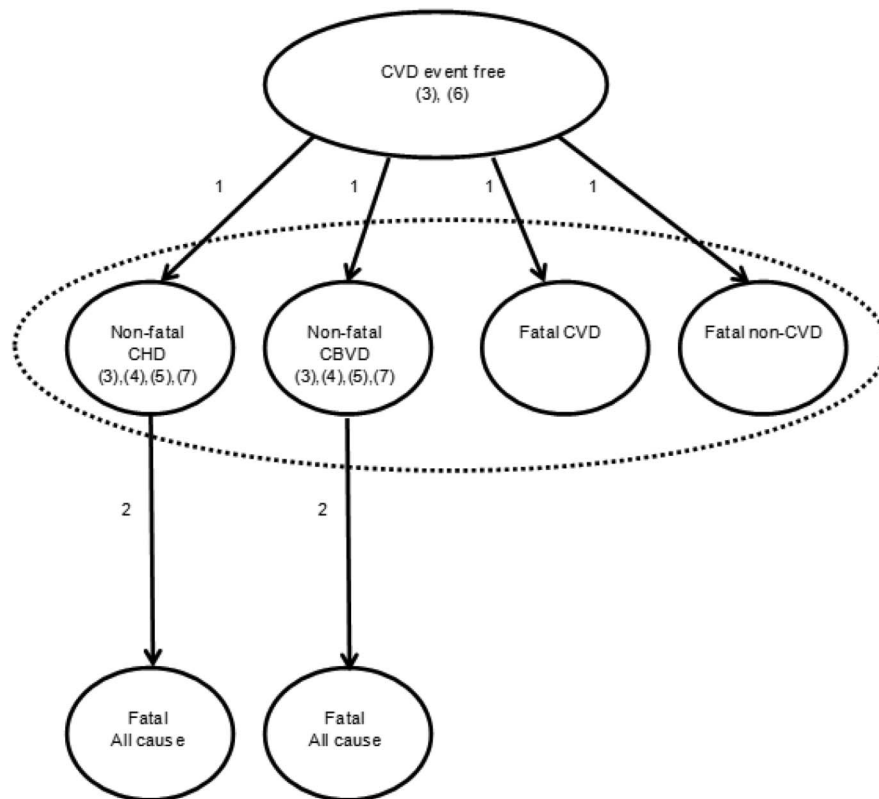 CVD event free
(3), (6)
1
1
1
1
Non-fatal
CHD
(3),(4),(5),(7)
Non-fatal
CBVD
(3),(4),(5),(7)
Fatal CVD
Fatal non-CVD
2
2
Fatal
All cause
Fatal
All cause